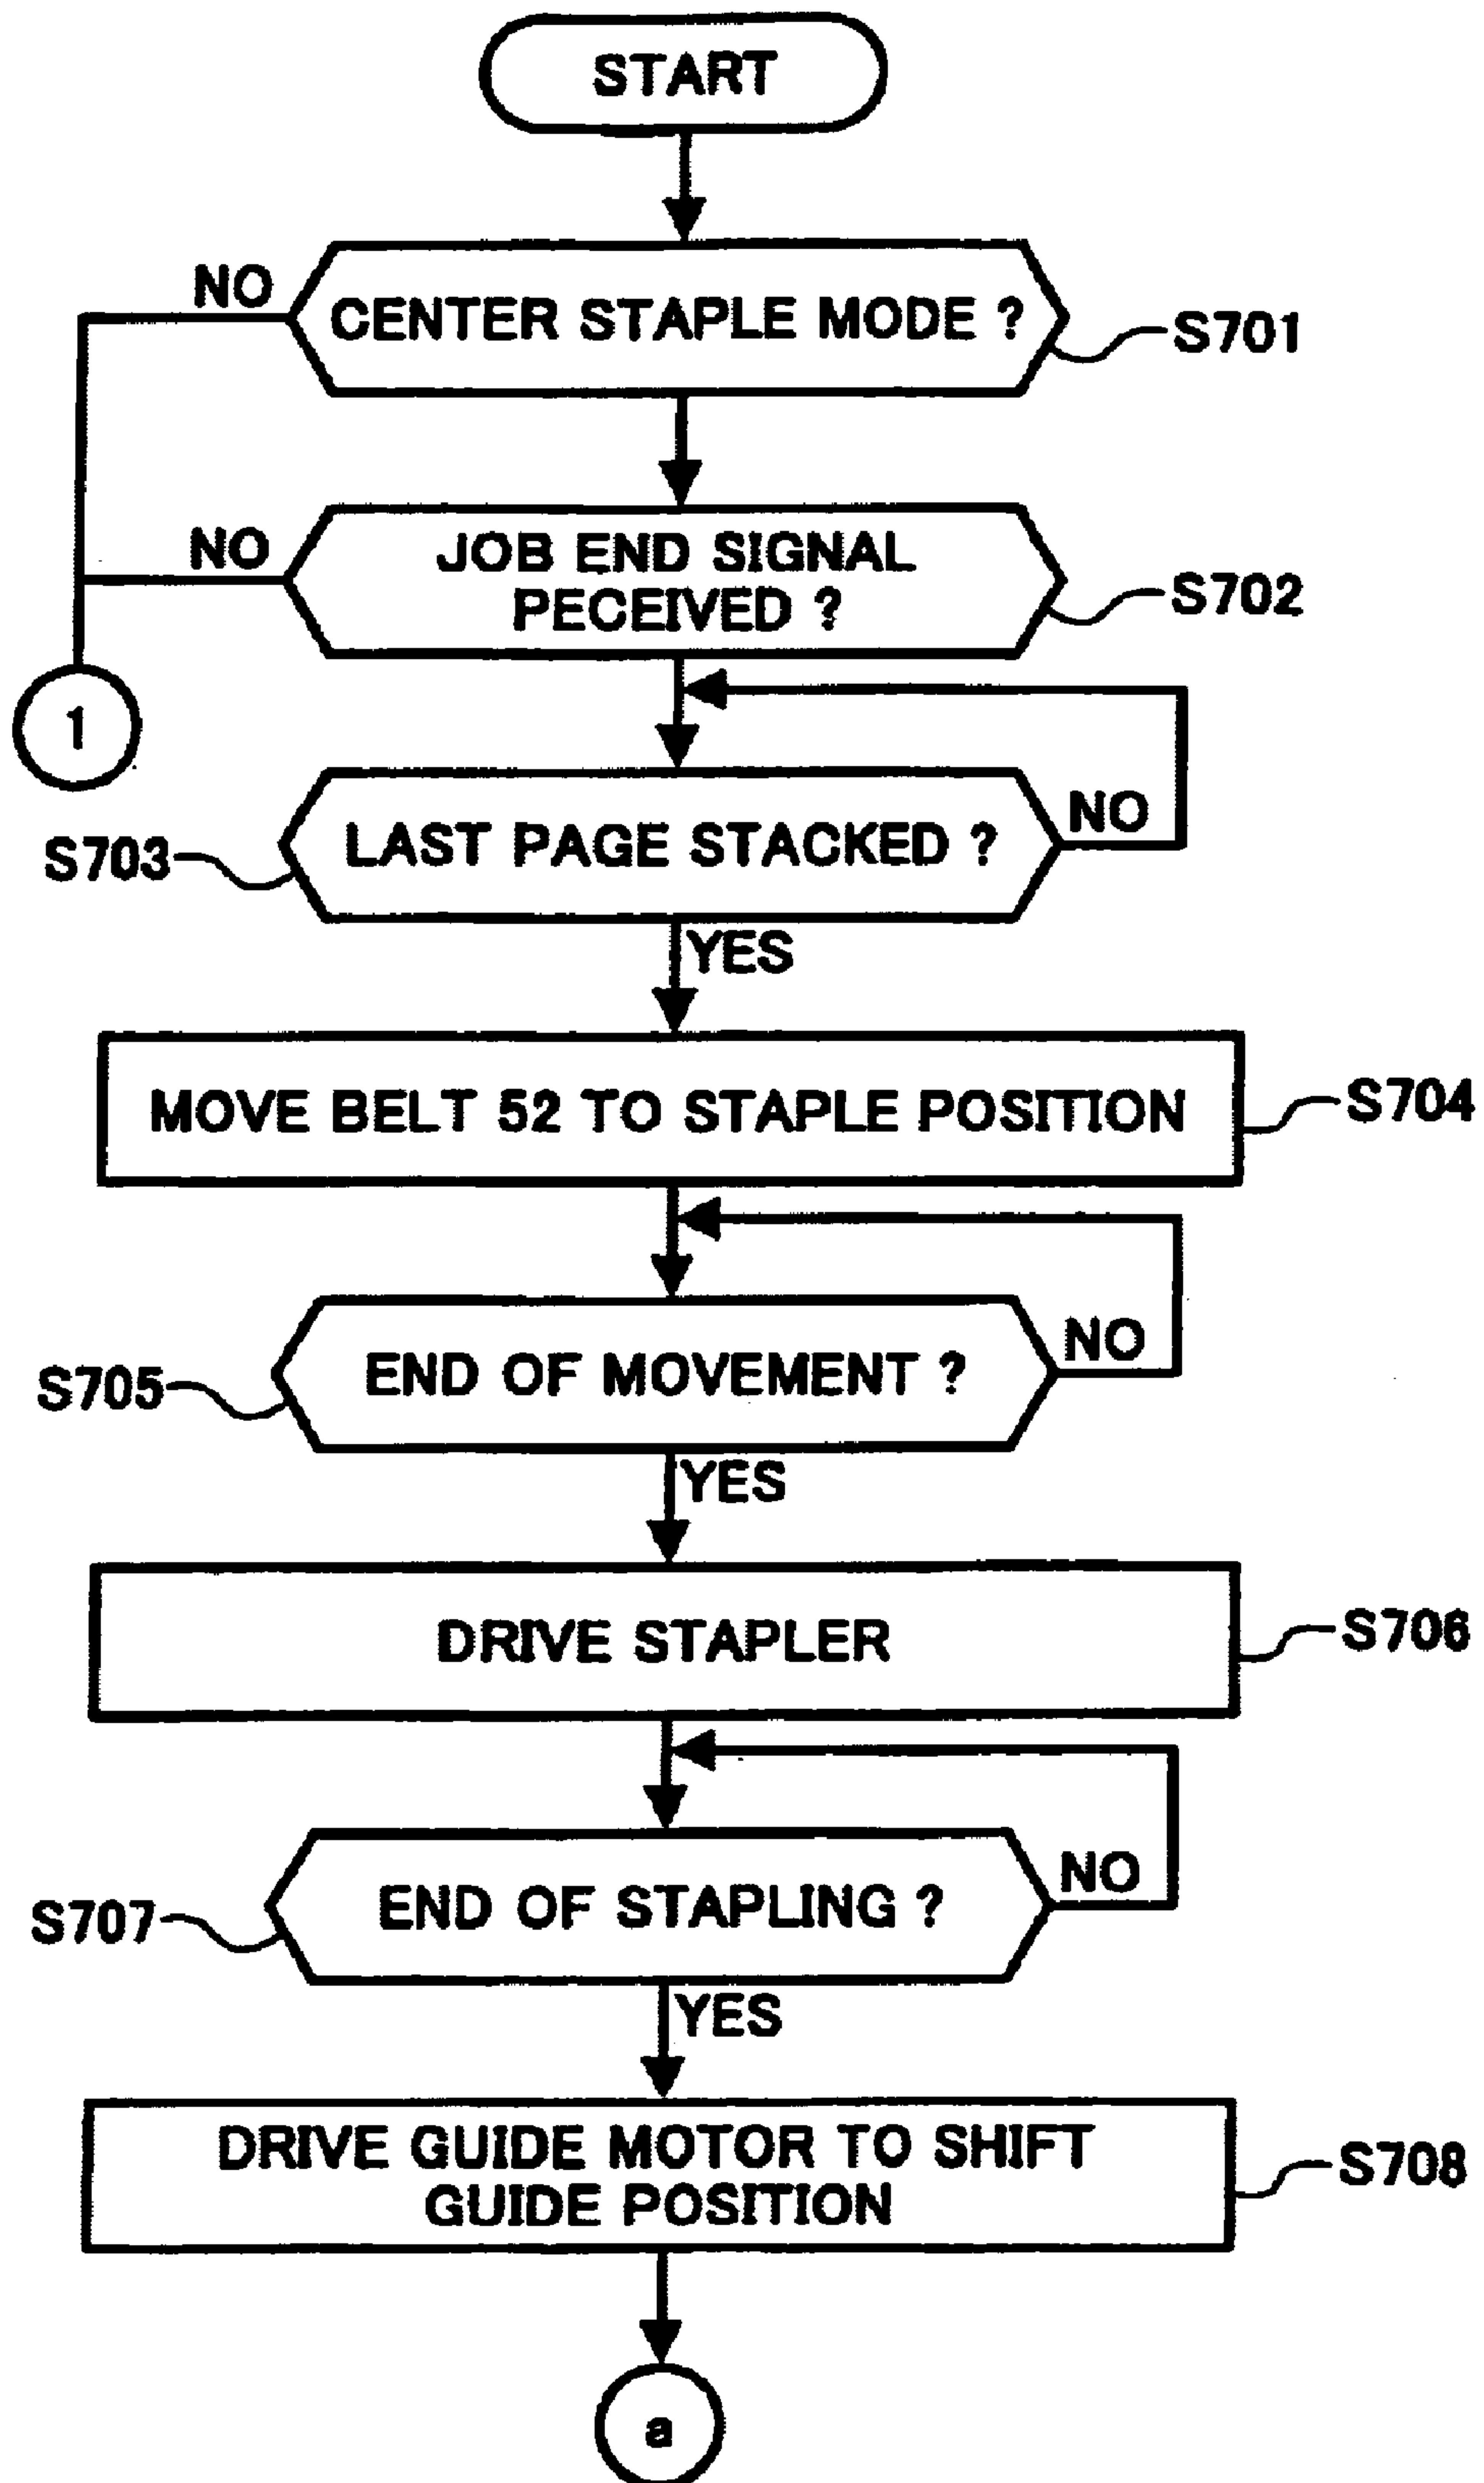 START
NO
CENTER STAPLE MODE ?
S701
NO
JOB END SIGNAL
PECEIVED ?
S702
1
S703
LAST PAGE STACKED ?
NO
YES
MOVE BELT 52 TO STAPLE POSITION
S704
S705
END OF MOVEMENT ?
NO
YES
DRIVE STAPLER
S706
S707
END OF STAPLING ?
NO
YES
DRIVE GUIDE MOTOR TO SHIFT
GUIDE POSITION
S708
a